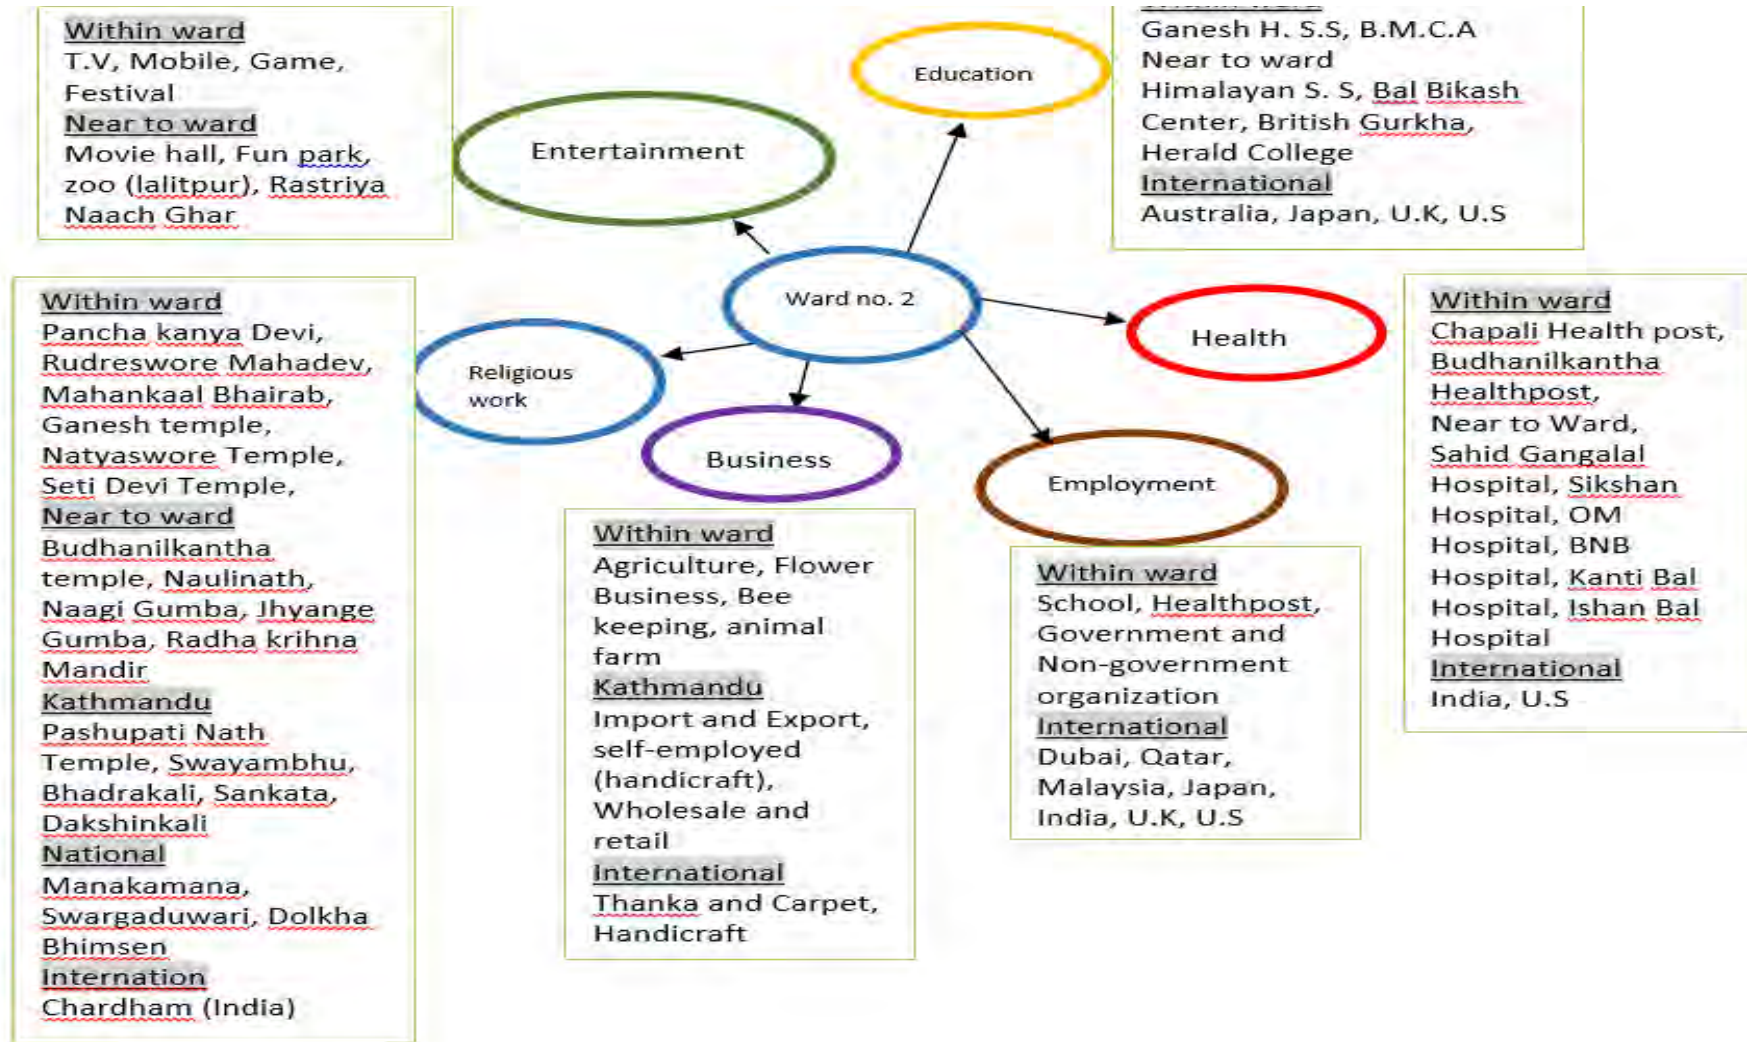 Within ward
T.V, Mobile, Game,
Festival
Near to ward
Movie hall, Fun park,
zoo (lalitpur), Rastriya
Naach Ghar
Entertainment
Education
Ganesh H. S.S, B.M.C.A
Near to ward
Himalayan S. S, Bal Bikash
Center, British Gurkha,
Herald College
International
Australia, Japan, U.K, U.S
Ward no. 2
Health
Within ward
Chapali Health post,
Budhanilkantha
Healthpost,
Near to Ward,
Sahid Gangalal
Hospital, Sikshan
Hospital, OM
Hospital, BNB
Hospital, Kanti Bal
Hospital, Ishan Bal
Hospital
International
India, U.S
Religious
work
Within ward
Pancha kanya Devi,
Rudreswore Mahadev,
Mahankaal Bhairab,
Ganesh temple,
Natyaswore Temple,
Seti Devi Temple,
Near to ward
Budhanilkantha
temple, Naulinath,
Naagi Gumba, Jhyange
Gumba, Radha krihna
Mandir
Kathmandu
Pashupati Nath
Temple, Swayambhu,
Bhadrakali, Sankata,
Dakshinkali
National
Manakamana,
Swargaduwari, Dolkha
Bhimsen
Internation
Chardham (India)
Business
Within ward
Agriculture, Flower
Business, Bee
keeping, animal
farm
Kathmandu
Import and Export,
self-employed
(handicraft),
Wholesale and
retail
International
Thanka and Carpet,
Handicraft
Employment
Within ward
School, Healthpost,
Government and
Non-government
organization
International
Dubai, Qatar,
Malaysia, Japan,
India, U.K, U.S